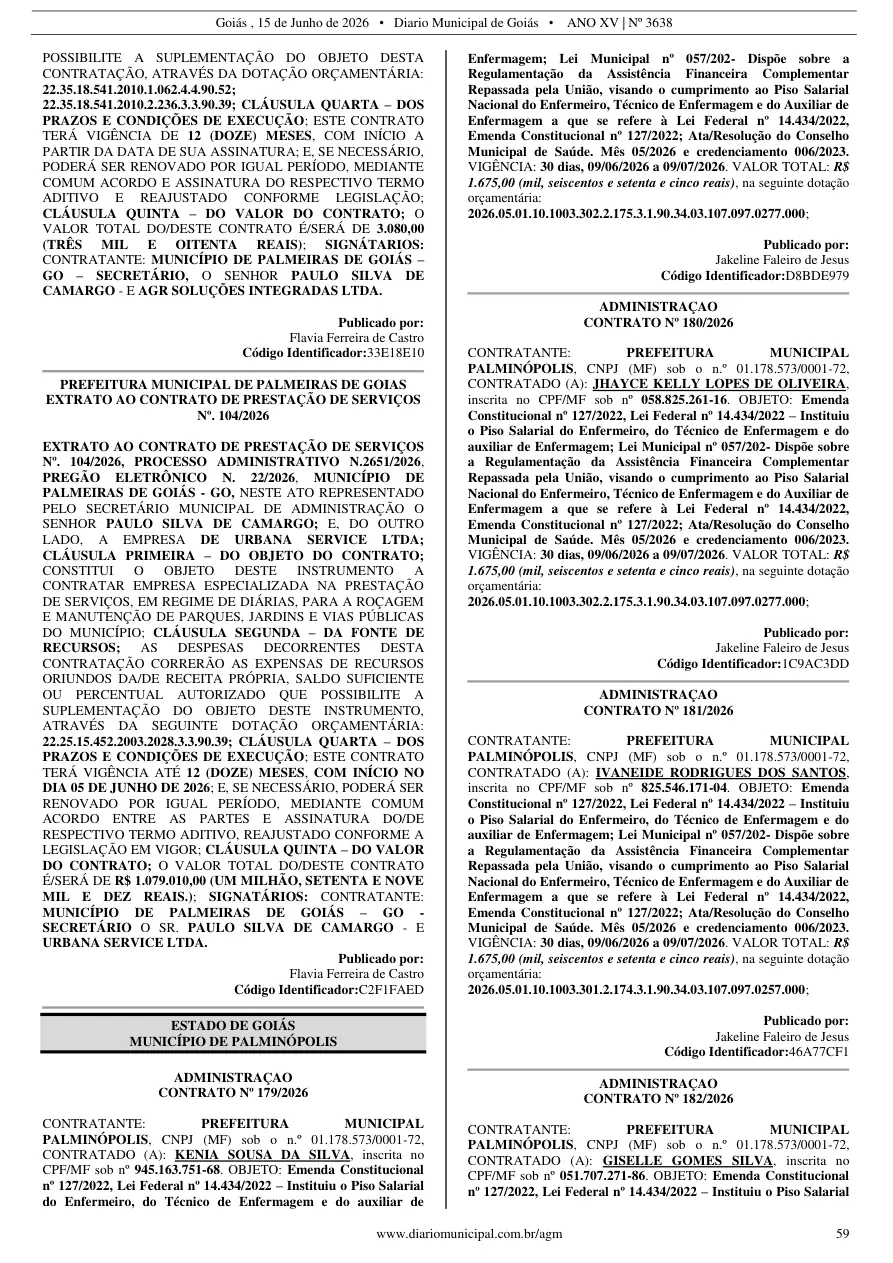 Goiás , 15 de Junho de 2026 • Diario Municipal de Goiás • ANO XV | Nº 3638
POSSIBILITE A SUPLEMENTAÇÃO DO OBJETO DESTA
CONTRATAÇÃO, ATRAVÉS DA DOTAÇÃO ORÇAMENTÁRIA:
22.35.18.541.2010.1.062.4.4.90.52;
22.35.18.541.2010.2.236.3.3.90.39; CLÁUSULA QUARTA – DOS
PRAZOS E CONDIÇÕES DE EXECUÇÃO; ESTE CONTRATO
TERÁ VIGÊNCIA DE 12 (DOZE) MESES, COM INÍCIO A
PARTIR DA DATA DE SUA ASSINATURA; E, SE NECESSÁRIO,
PODERÁ SER RENOVADO POR IGUAL PERÍODO, MEDIANTE
COMUM ACORDO E ASSINATURA DO RESPECTIVO TERMO
ADITIVO E REAJUSTADO CONFORME LEGISLAÇÃO;
CLÁUSULA QUINTA – DO VALOR DO CONTRATO; O
VALOR TOTAL DO/DESTE CONTRATO É/SERÁ DE 3.080,00
(TRÊS MIL E OITENTA REAIS); SIGNÁTARIOS:
CONTRATANTE: MUNICÍPIO DE PALMEIRAS DE GOIÁS –
GO – SECRETÁRIO, O SENHOR PAULO SILVA DE
CAMARGO - E AGR SOLUÇÕES INTEGRADAS LTDA.
Publicado por:
Flavia Ferreira de Castro
Código Identificador:33E18E10
PREFEITURA MUNICIPAL DE PALMEIRAS DE GOIAS
EXTRATO AO CONTRATO DE PRESTAÇÃO DE SERVIÇOS
Nº. 104/2026
EXTRATO AO CONTRATO DE PRESTAÇÃO DE SERVIÇOS
Nº. 104/2026, PROCESSO ADMINISTRATIVO N.2651/2026,
PREGÃO ELETRÔNICO N. 22/2026, MUNICÍPIO DE
PALMEIRAS DE GOIÁS - GO, NESTE ATO REPRESENTADO
PELO SECRETÁRIO MUNICIPAL DE ADMINISTRAÇÃO O
SENHOR PAULO SILVA DE CAMARGO; E, DO OUTRO
LADO, A EMPRESA DE URBANA SERVICE LTDA;
CLÁUSULA PRIMEIRA – DO OBJETO DO CONTRATO;
CONSTITUI O OBJETO DESTE INSTRUMENTO A
CONTRATAR EMPRESA ESPECIALIZADA NA PRESTAÇÃO
DE SERVIÇOS, EM REGIME DE DIÁRIAS, PARA A ROÇAGEM
E MANUTENÇÃO DE PARQUES, JARDINS E VIAS PÚBLICAS
DO MUNICÍPIO; CLÁUSULA SEGUNDA – DA FONTE DE
RECURSOS; AS DESPESAS DECORRENTES DESTA
CONTRATAÇÃO CORRERÃO AS EXPENSAS DE RECURSOS
ORIUNDOS DA/DE RECEITA PRÓPRIA, SALDO SUFICIENTE
OU PERCENTUAL AUTORIZADO QUE POSSIBILITE A
SUPLEMENTAÇÃO DO OBJETO DESTE INSTRUMENTO,
ATRAVÉS DA SEGUINTE DOTAÇÃO ORÇAMENTÁRIA:
22.25.15.452.2003.2028.3.3.90.39; CLÁUSULA QUARTA – DOS
PRAZOS E CONDIÇÕES DE EXECUÇÃO; ESTE CONTRATO
TERÁ VIGÊNCIA ATÉ 12 (DOZE) MESES, COM INÍCIO NO
DIA 05 DE JUNHO DE 2026; E, SE NECESSÁRIO, PODERÁ SER
RENOVADO POR IGUAL PERÍODO, MEDIANTE COMUM
ACORDO ENTRE AS PARTES E ASSINATURA DO/DE
RESPECTIVO TERMO ADITIVO, REAJUSTADO CONFORME A
LEGISLAÇÃO EM VIGOR; CLÁUSULA QUINTA – DO VALOR
DO CONTRATO; O VALOR TOTAL DO/DESTE CONTRATO
É/SERÁ DE R$ 1.079.010,00 (UM MILHÃO, SETENTA E NOVE
MIL E DEZ REAIS.); SIGNATÁRIOS: CONTRATANTE:
MUNICÍPIO DE PALMEIRAS DE GOIÁS – GO -
SECRETÁRIO O SR. PAULO SILVA DE CAMARGO - E
URBANA SERVICE LTDA.
Publicado por:
Flavia Ferreira de Castro
Código Identificador:C2F1FAED
ESTADO DE GOIÁS
MUNICÍPIO DE PALMINÓPOLIS
ADMINISTRAÇAO
CONTRATO Nº 179/2026
CONTRATANTE: PREFEITURA MUNICIPAL
PALMINÓPOLIS, CNPJ (MF) sob o n.º 01.178.573/0001-72,
CONTRATADO (A): KENIA SOUSA DA SILVA, inscrita no
CPF/MF sob nº 945.163.751-68. OBJETO: Emenda Constitucional
nº 127/2022, Lei Federal nº 14.434/2022 – Instituiu o Piso Salarial
do Enfermeiro, do Técnico de Enfermagem e do auxiliar de
Enfermagem; Lei Municipal nº 057/202- Dispõe sobre a
Regulamentação da Assistência Financeira Complementar
Repassada pela União, visando o cumprimento ao Piso Salarial
Nacional do Enfermeiro, Técnico de Enfermagem e do Auxiliar de
Enfermagem a que se refere à Lei Federal nº 14.434/2022,
Emenda Constitucional nº 127/2022; Ata/Resolução do Conselho
Municipal de Saúde. Mês 05/2026 e credenciamento 006/2023.
VIGÊNCIA: 30 dias, 09/06/2026 a 09/07/2026. VALOR TOTAL: R$
1.675,00 (mil, seiscentos e setenta e cinco reais), na seguinte dotação
orçamentária:
2026.05.01.10.1003.302.2.175.3.1.90.34.03.107.097.0277.000;
Publicado por:
Jakeline Faleiro de Jesus
Código Identificador:D8BDE979
ADMINISTRAÇAO
CONTRATO Nº 180/2026
CONTRATANTE: PREFEITURA MUNICIPAL
PALMINÓPOLIS, CNPJ (MF) sob o n.º 01.178.573/0001-72,
CONTRATADO (A): JHAYCE KELLY LOPES DE OLIVEIRA,
inscrita no CPF/MF sob nº 058.825.261-16. OBJETO: Emenda
Constitucional nº 127/2022, Lei Federal nº 14.434/2022 – Instituiu
o Piso Salarial do Enfermeiro, do Técnico de Enfermagem e do
auxiliar de Enfermagem; Lei Municipal nº 057/202- Dispõe sobre
a Regulamentação da Assistência Financeira Complementar
Repassada pela União, visando o cumprimento ao Piso Salarial
Nacional do Enfermeiro, Técnico de Enfermagem e do Auxiliar de
Enfermagem a que se refere à Lei Federal nº 14.434/2022,
Emenda Constitucional nº 127/2022; Ata/Resolução do Conselho
Municipal de Saúde. Mês 05/2026 e credenciamento 006/2023.
VIGÊNCIA: 30 dias, 09/06/2026 a 09/07/2026. VALOR TOTAL: R$
1.675,00 (mil, seiscentos e setenta e cinco reais), na seguinte dotação
orçamentária:
2026.05.01.10.1003.302.2.175.3.1.90.34.03.107.097.0277.000;
Publicado por:
Jakeline Faleiro de Jesus
Código Identificador:1C9AC3DD
ADMINISTRAÇAO
CONTRATO Nº 181/2026
CONTRATANTE: PREFEITURA MUNICIPAL
PALMINÓPOLIS, CNPJ (MF) sob o n.º 01.178.573/0001-72,
CONTRATADO (A): IVANEIDE RODRIGUES DOS SANTOS,
inscrita no CPF/MF sob nº 825.546.171-04. OBJETO: Emenda
Constitucional nº 127/2022, Lei Federal nº 14.434/2022 – Instituiu
o Piso Salarial do Enfermeiro, do Técnico de Enfermagem e do
auxiliar de Enfermagem; Lei Municipal nº 057/202- Dispõe sobre
a Regulamentação da Assistência Financeira Complementar
Repassada pela União, visando o cumprimento ao Piso Salarial
Nacional do Enfermeiro, Técnico de Enfermagem e do Auxiliar de
Enfermagem a que se refere à Lei Federal nº 14.434/2022,
Emenda Constitucional nº 127/2022; Ata/Resolução do Conselho
Municipal de Saúde. Mês 05/2026 e credenciamento 006/2023.
VIGÊNCIA: 30 dias, 09/06/2026 a 09/07/2026. VALOR TOTAL: R$
1.675,00 (mil, seiscentos e setenta e cinco reais), na seguinte dotação
orçamentária:
2026.05.01.10.1003.301.2.174.3.1.90.34.03.107.097.0257.000;
Publicado por:
Jakeline Faleiro de Jesus
Código Identificador:46A77CF1
ADMINISTRAÇAO
CONTRATO Nº 182/2026
CONTRATANTE: PREFEITURA MUNICIPAL
PALMINÓPOLIS, CNPJ (MF) sob o n.º 01.178.573/0001-72,
CONTRATADO (A): GISELLE GOMES SILVA, inscrita no
CPF/MF sob nº 051.707.271-86. OBJETO: Emenda Constitucional
nº 127/2022, Lei Federal nº 14.434/2022 – Instituiu o Piso Salarial
www.diariomunicipal.com.br/agm 59